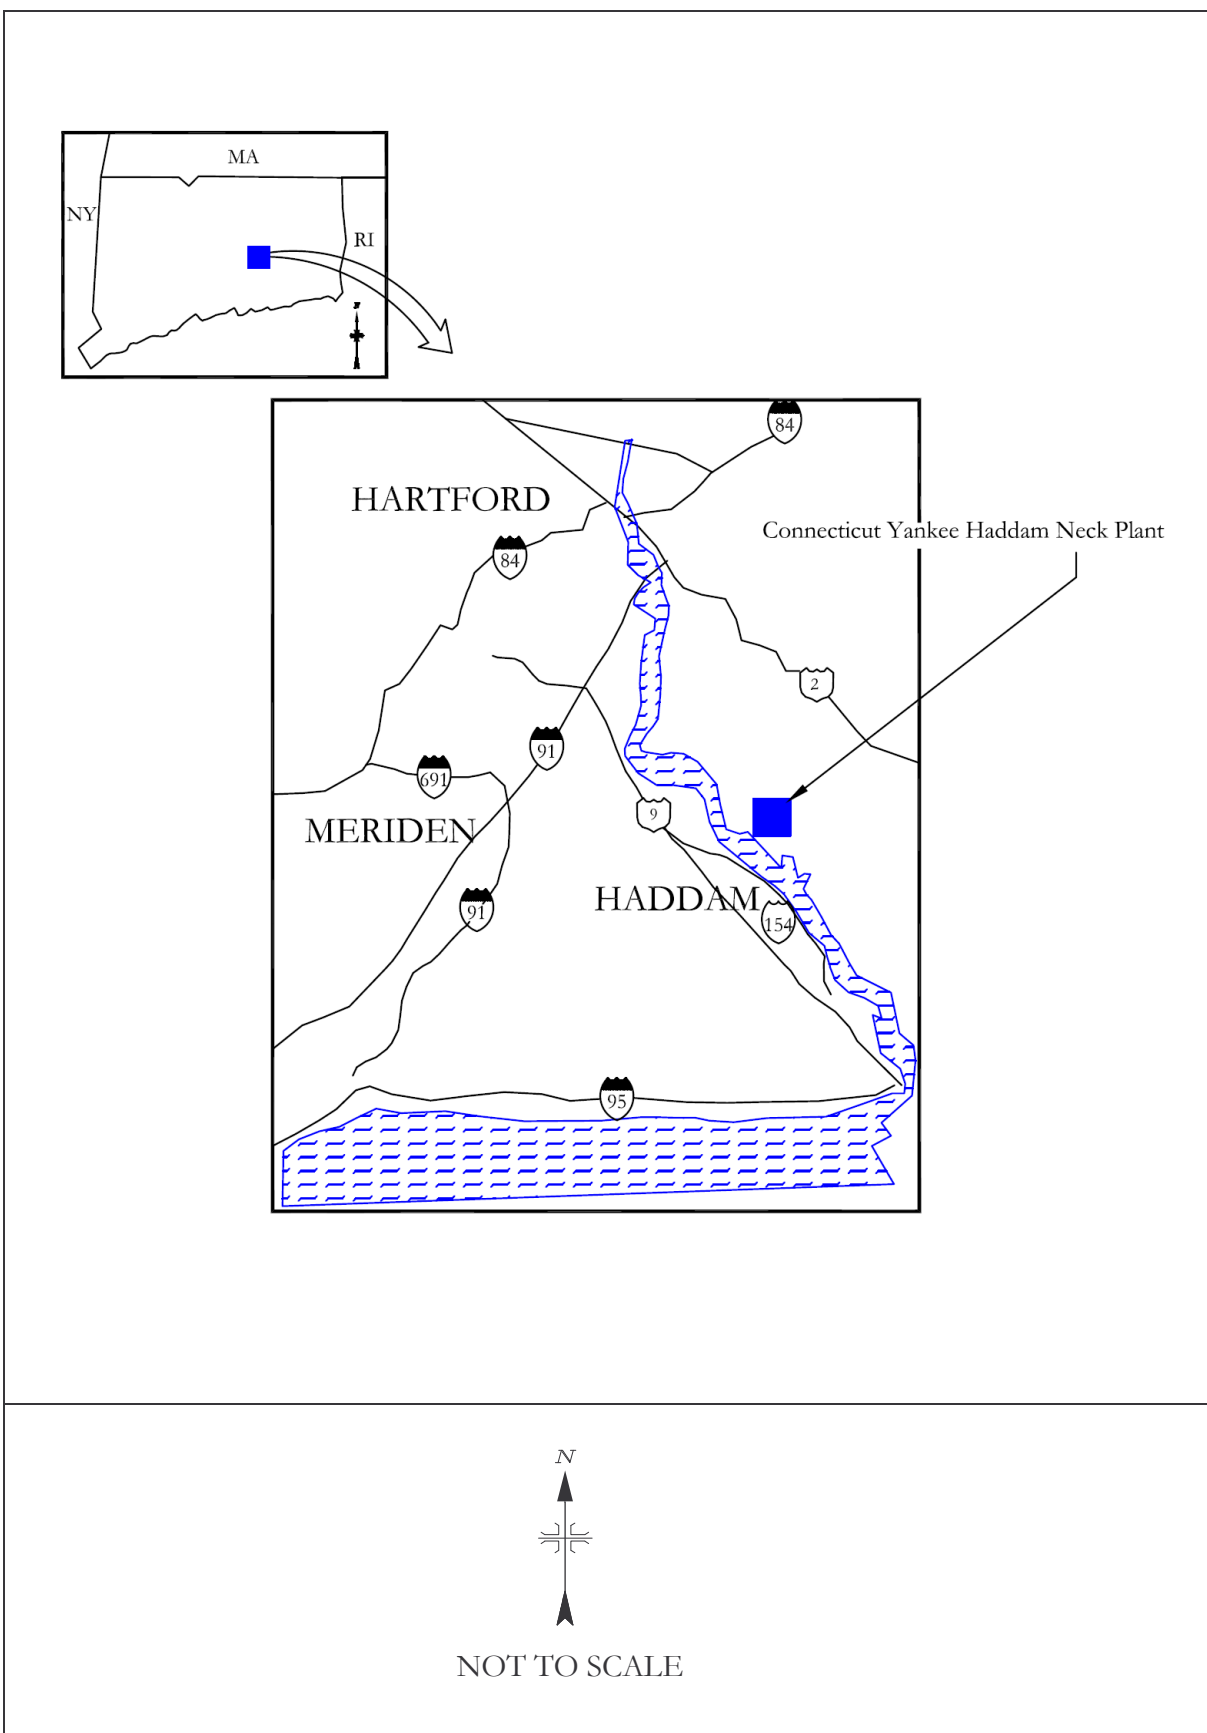 MA
NY
RI
84
HARTFORD
Connecticut Yankee Haddam Neck Plant
84
2
91
691
9
MERIDEN
HADDAM
91
154
95
N
NOT TO SCALE